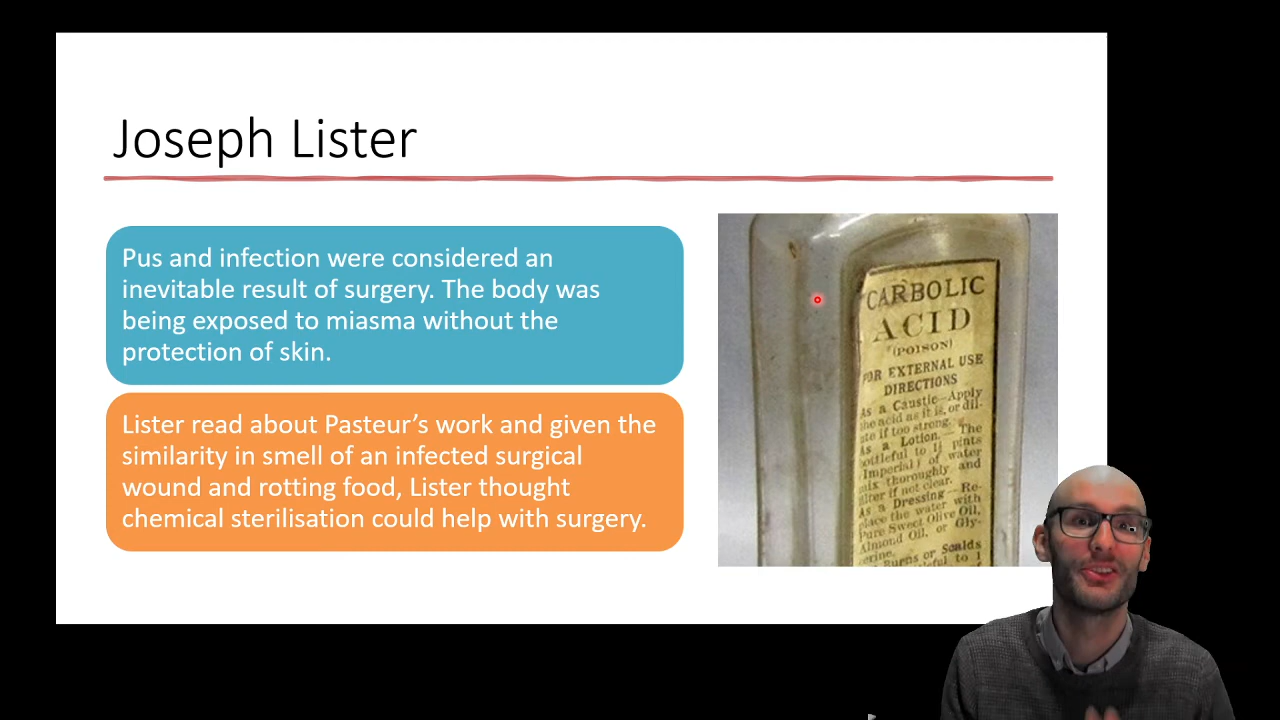 Joseph Lister
Pus and infection were considered an
inevitable result of surgery. The body was
being exposed to miasma without the
protection of skin.
Lister read about Pasteur’s work and given the
similarity in smell of an infected surgical
wound and rotting food, Lister thought
chemical sterilisation could help with surgery.
CARBOLIC
ACID
(POISON)
FOR EXTERNAL USE
DIRECTIONS
As a Caustic—Apply
the acid as it is, or dil-
ute if too strong.
As a Lotion.—The
bottleful to 1½ pints
(Imperial) of water
mix thoroughly and
filter if not clear.
As a Dressing—Re-
place the water with
Pure Sweet Olive Oil,
Almond Oil, or Gly-
cerine.
Burns or Scalds
to 1